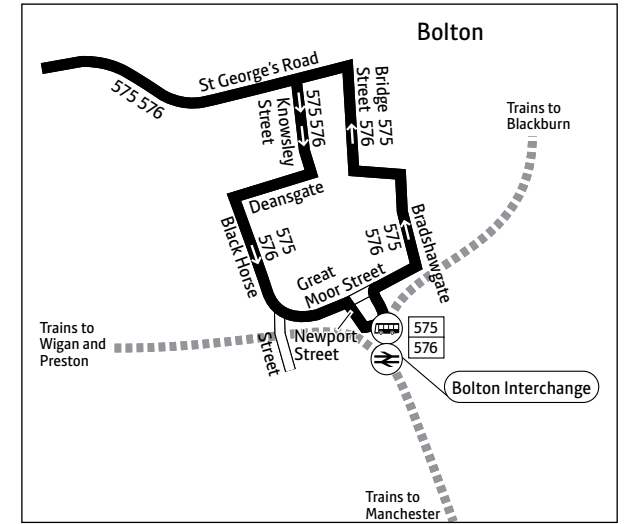 Bolton
St George's Road
575 576
575 576
Knowsley
Street
Bridge 575
Street 576
Trains to
Blackburn
Deansgate
Black Horse
Street
575
576
575
576
Bradshawgate
Great
Moor Street
Newport
Street
Trains to
Wigan and
Preston
575
576
Bolton Interchange
Trains to
Manchester